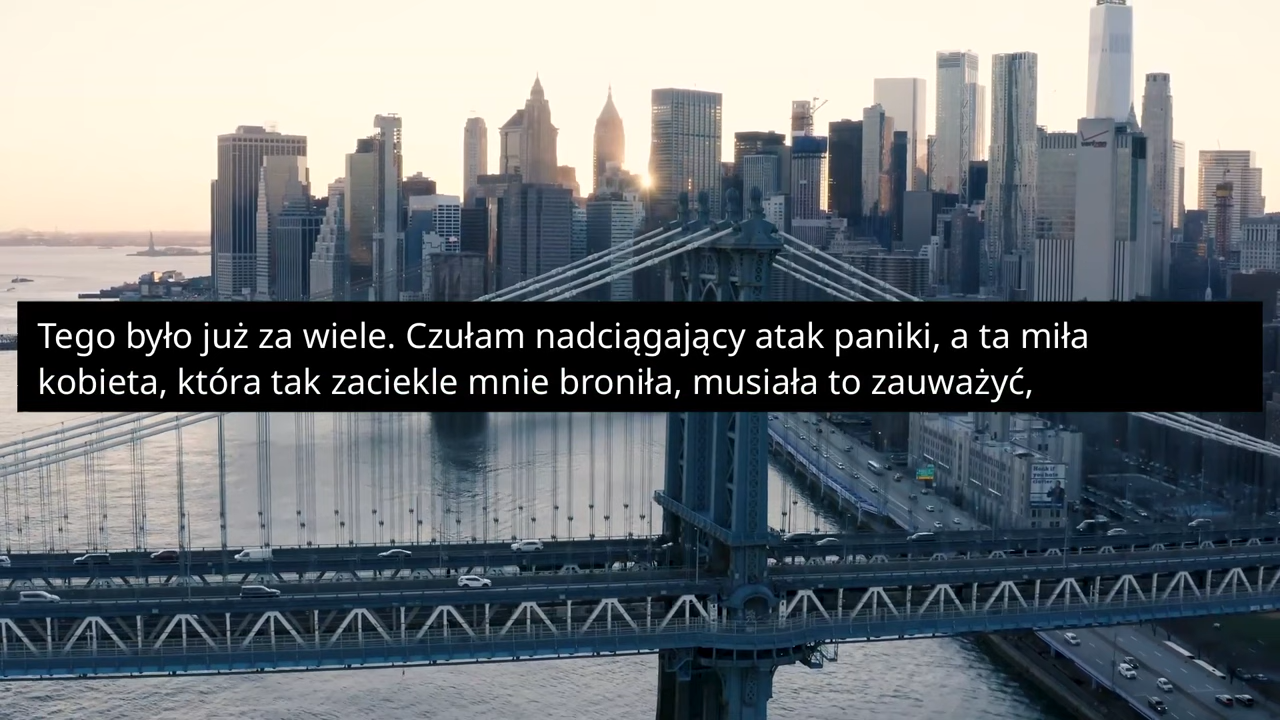 Tego było już za wiele. Czułam nadciągający atak paniki, a ta miła
kobieta, która tak zaciekle mnie broniła, musiała to zauważyć,